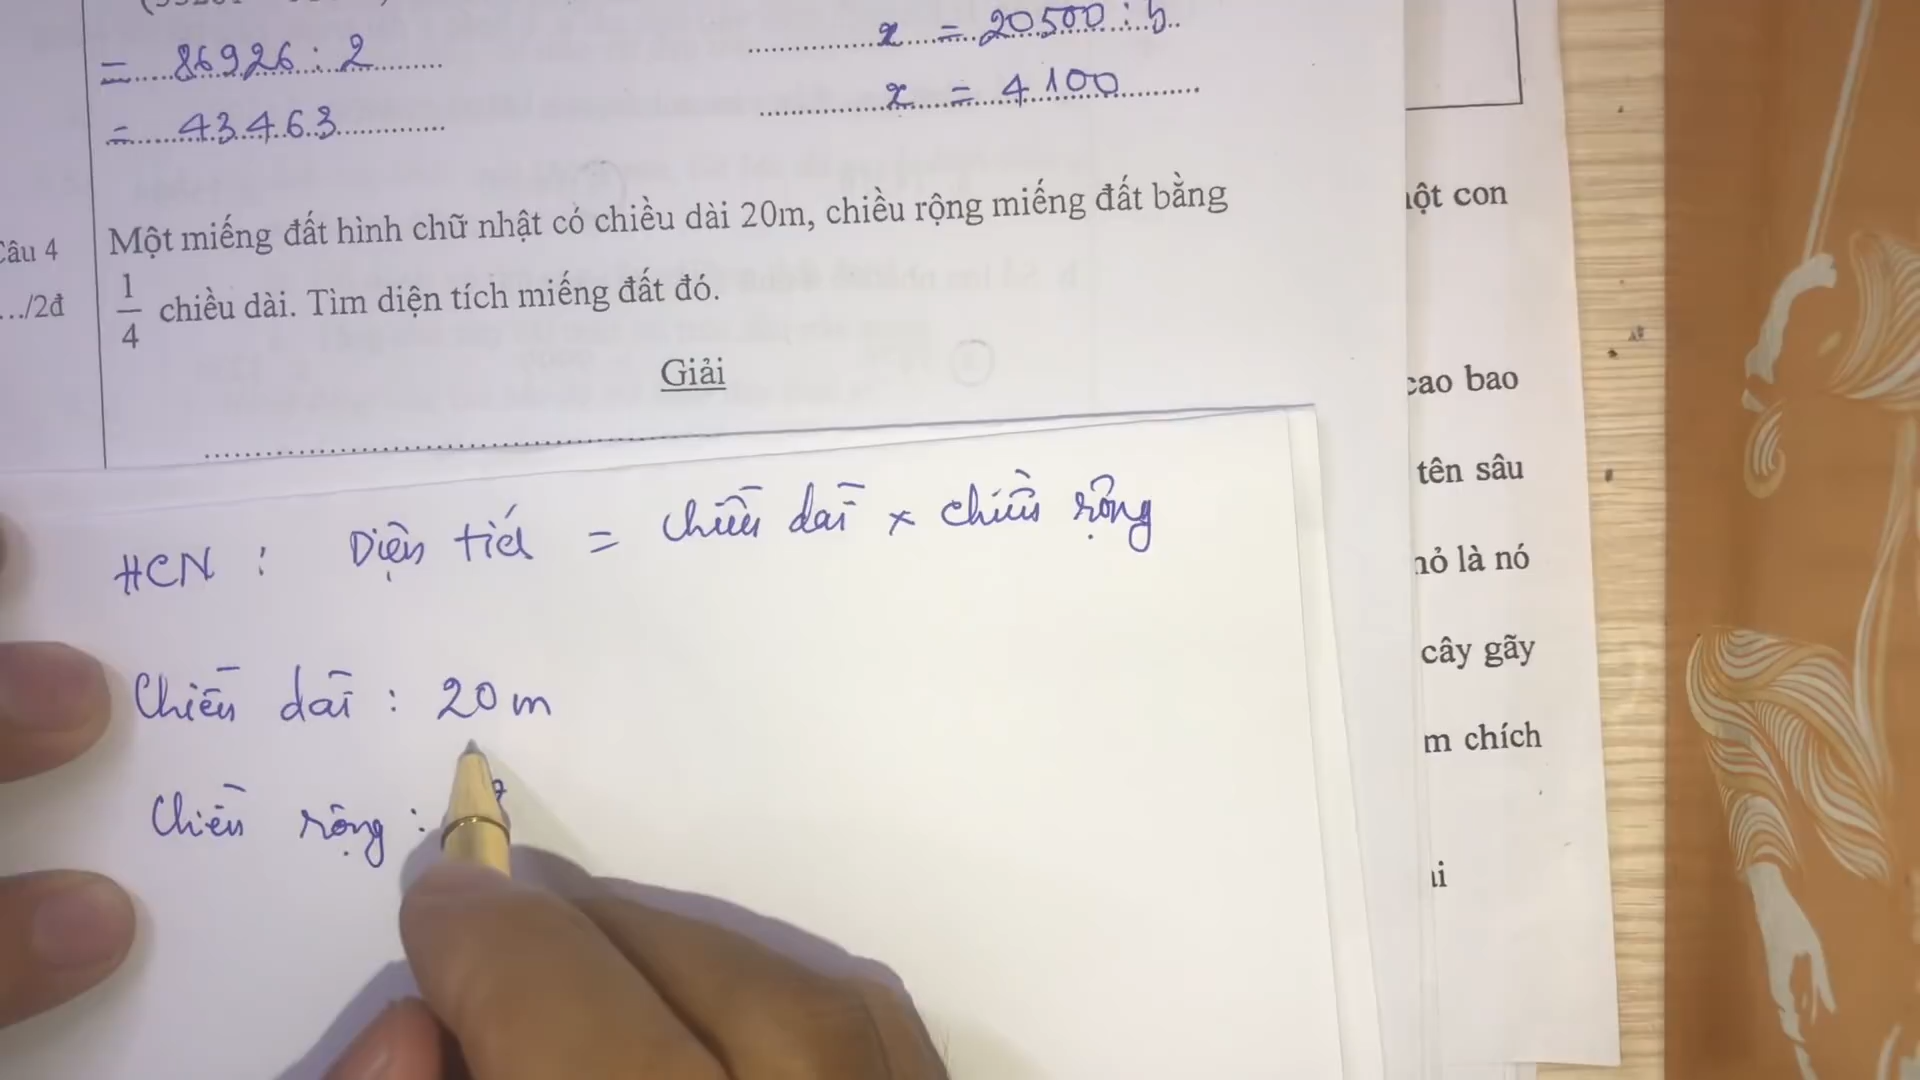 = 86926 : 2
= 43463
x = 20500 : 5
x = 4100
Câu 4
.../2đ
Một miếng đất hình chữ nhật có chiều dài 20m, chiều rộng miếng đất bằng
1/4 chiều dài. Tìm diện tích miếng đất đó.
Giải
HCN : Diện tích = chiều dài × chiều rộng
Chiều dài : 20 m
Chiều rộng : ?
một con
cao bao
tên sâu
nhỏ là nó
cây gãy
m chích